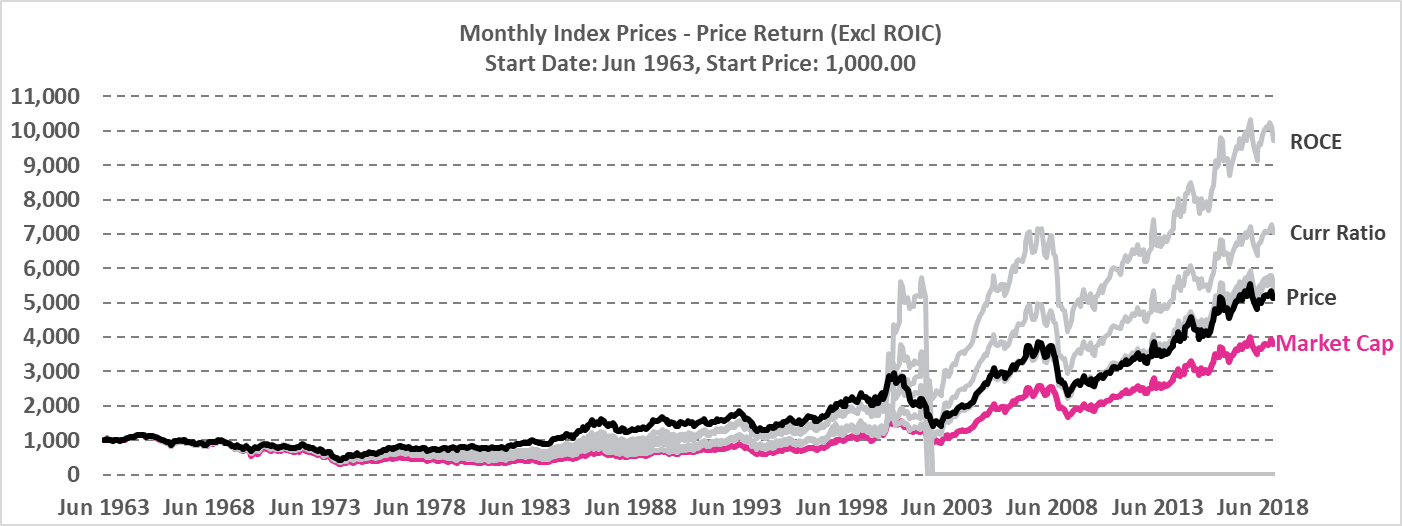 Monthly Index Prices - Price Return (Excl ROIC)
Start Date: Jun 1963, Start Price: 1,000.00
11,000
10,000
9,000
8,000
7,000
6,000
5,000
4,000
3,000
2,000
1,000
0
ROCE
Curr Ratio
Price
Market Cap
Jun 1963 Jun 1968 Jun 1973 Jun 1978 Jun 1983 Jun 1988 Jun 1993 Jun 1998 Jun 2003 Jun 2008 Jun 2013 Jun 2018